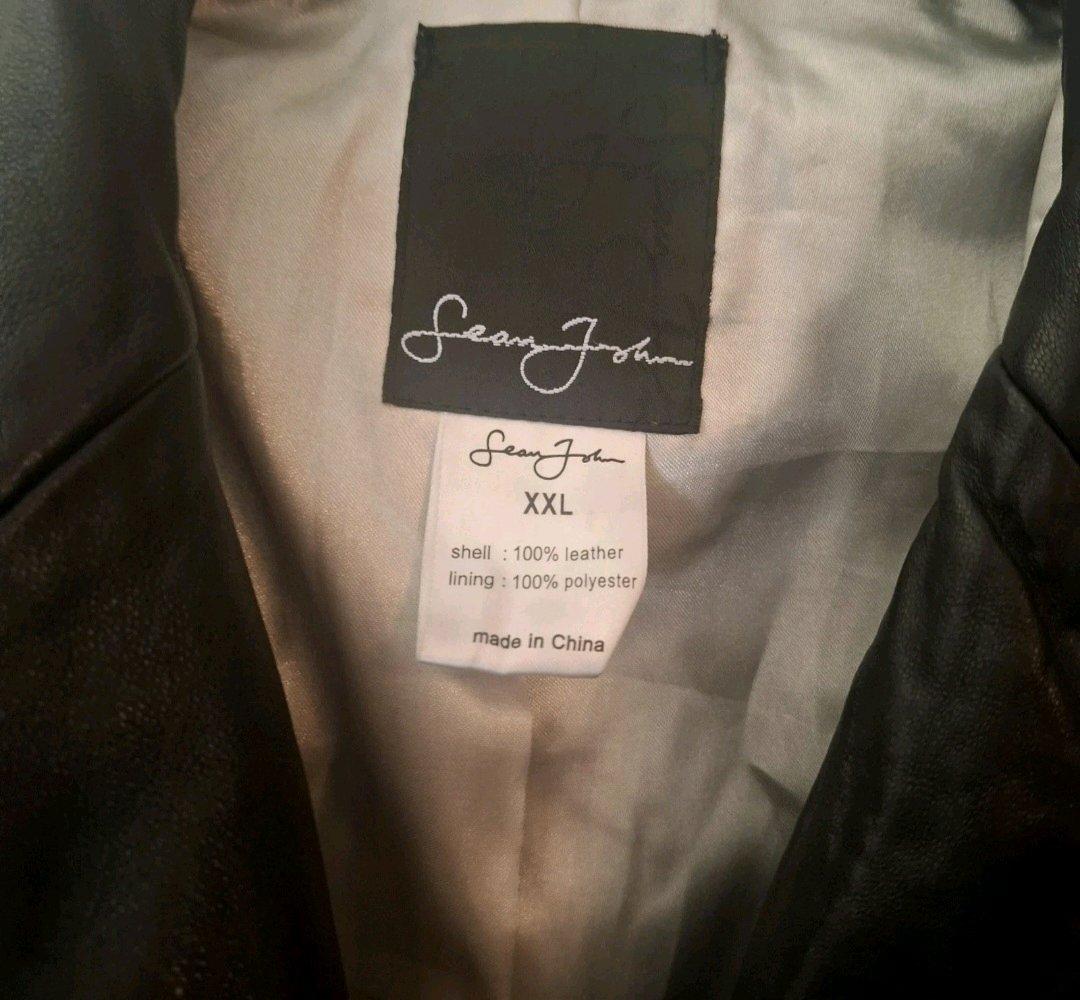 Sean John
Sean John
XXL
shell : 100% leather
lining : 100% polyester
made in China